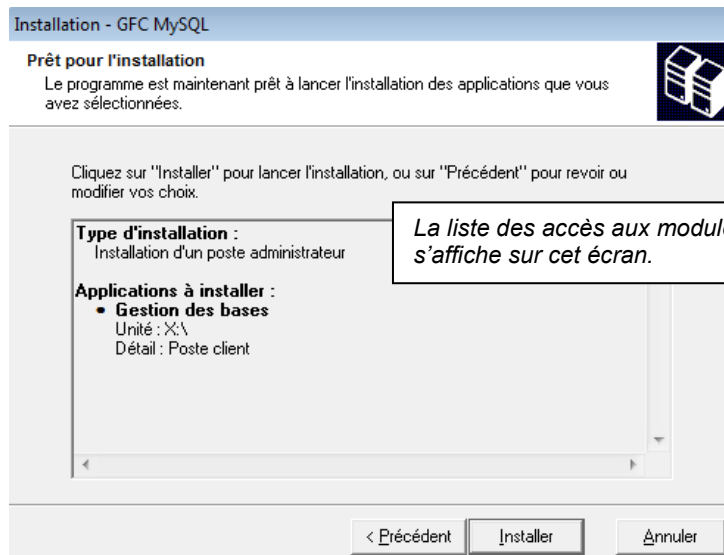 Installation - GFC MySQL
Prêt pour l'installation
Le programme est maintenant prêt à lancer l'installation des applications que vous
avez sélectionnées.
Cliquez sur "Installer" pour lancer l'installation, ou sur "Précédent" pour revoir ou
modifier vos choix.
Type d'installation :
Installation d'un poste administrateur
La liste des accès aux module
s'affiche sur cet écran.
Applications à installer :
• Gestion des bases
Unité : X:\
Détail : Poste client
< Précédent
Installer
Annuler